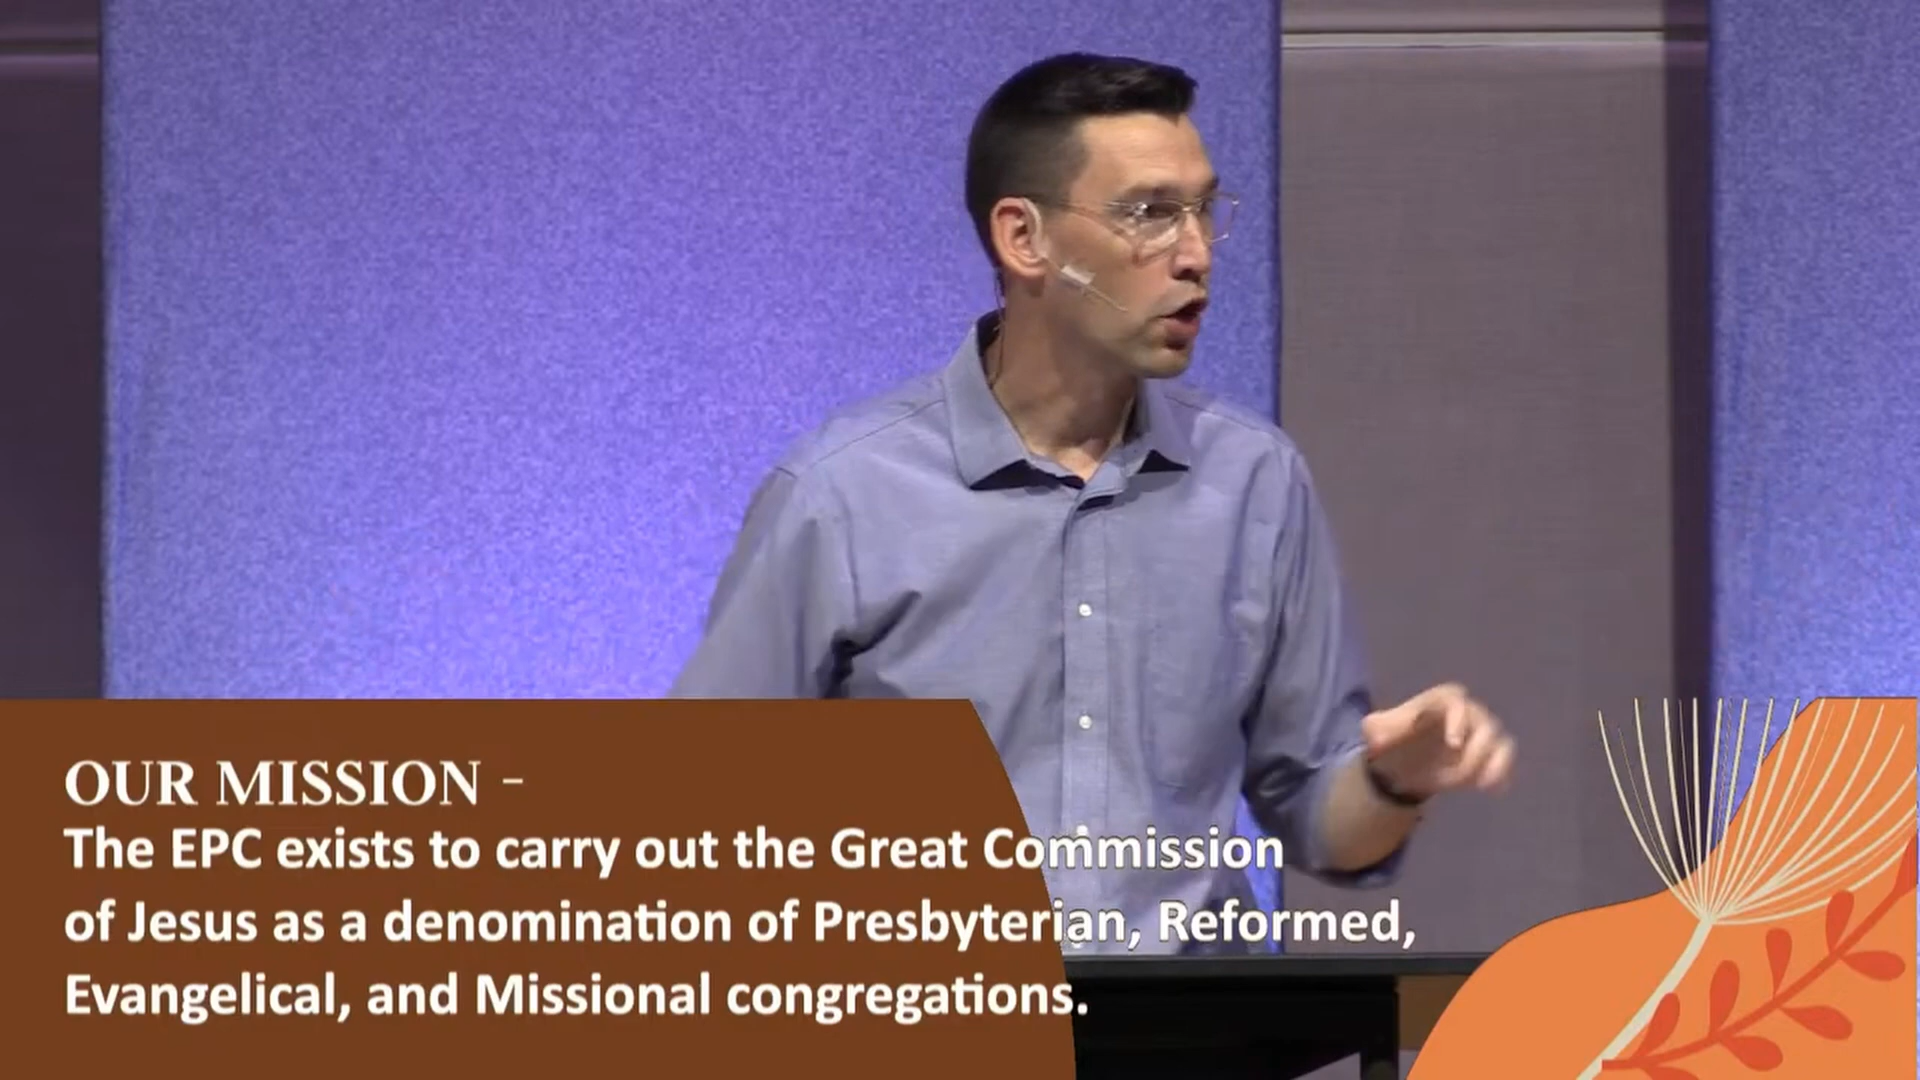 OUR MISSION -
The EPC exists to carry out the Great Commission
of Jesus as a denomination of Presbyterian, Reformed,
Evangelical, and Missional congregations.